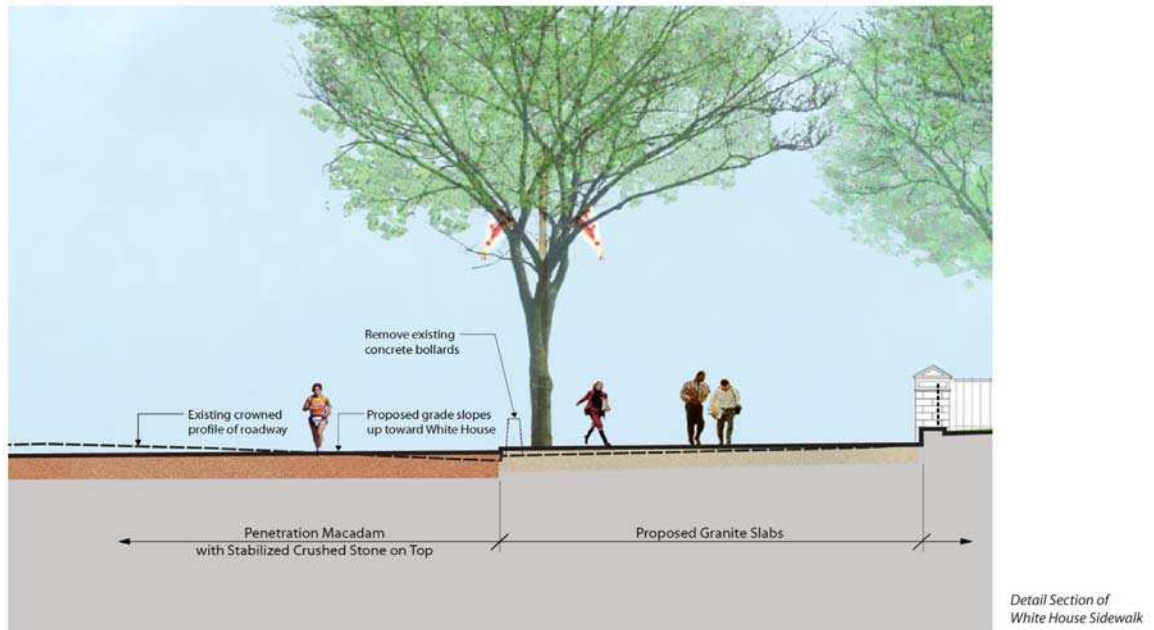 Remove existing
concrete bollards
Existing crowned
profile of roadway
Proposed grade slopes
up toward White House
Penetration Macadam
with Stabilized Crushed Stone on Top
Proposed Granite Slabs
Detail Section of
White House Sidewalk